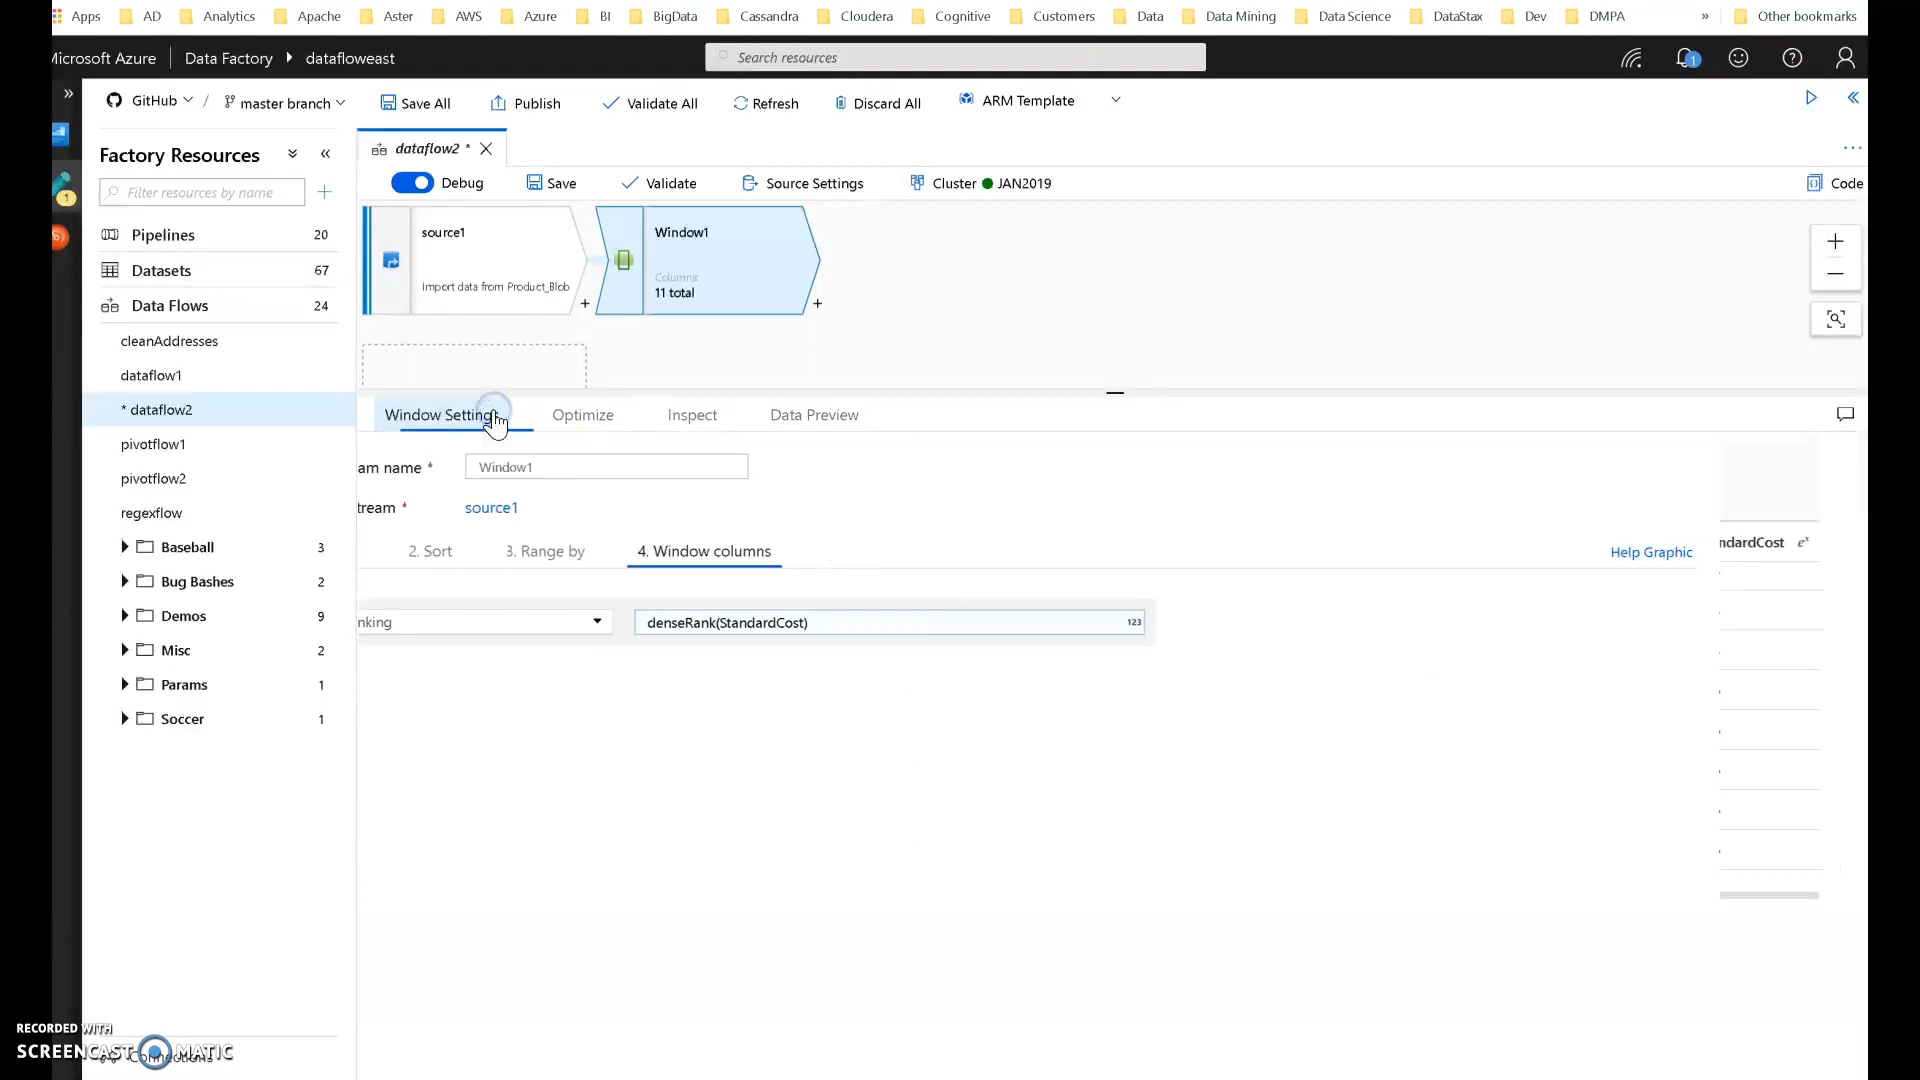 Apps AD Analytics Apache Aster AWS Azure BI BigData Cassandra Cloudera Cognitive Customers Data Data Mining Data Science DataStax Dev DMPA » Other bookmarks
Microsoft Azure Data Factory datafloweast Search resources 1
» GitHub / master branch Save All Publish Validate All Refresh Discard All ARM Template «
Factory Resources «
dataflow2 * ...
Filter resources by name +
1
Debug Save Validate Source Settings Cluster JAN2019 Code
Pipelines 20
Datasets 67
Data Flows 24
cleanAddresses
dataflow1
* dataflow2
pivotflow1
pivotflow2
regexflow
Baseball 3
Bug Bashes 2
Demos 9
Misc 2
Params 1
Soccer 1
Connections
source1
Import data from Product_Blob
+
Window1
Columns
11 total
+
+
−
Window Settings Optimize Inspect Data Preview
am name * Window1
tream * source1
2. Sort 3. Range by 4. Window columns Help Graphic
ndardCost eˣ
nking denseRank(StandardCost) 123
RECORDED WITH
SCREENCAST MATIC